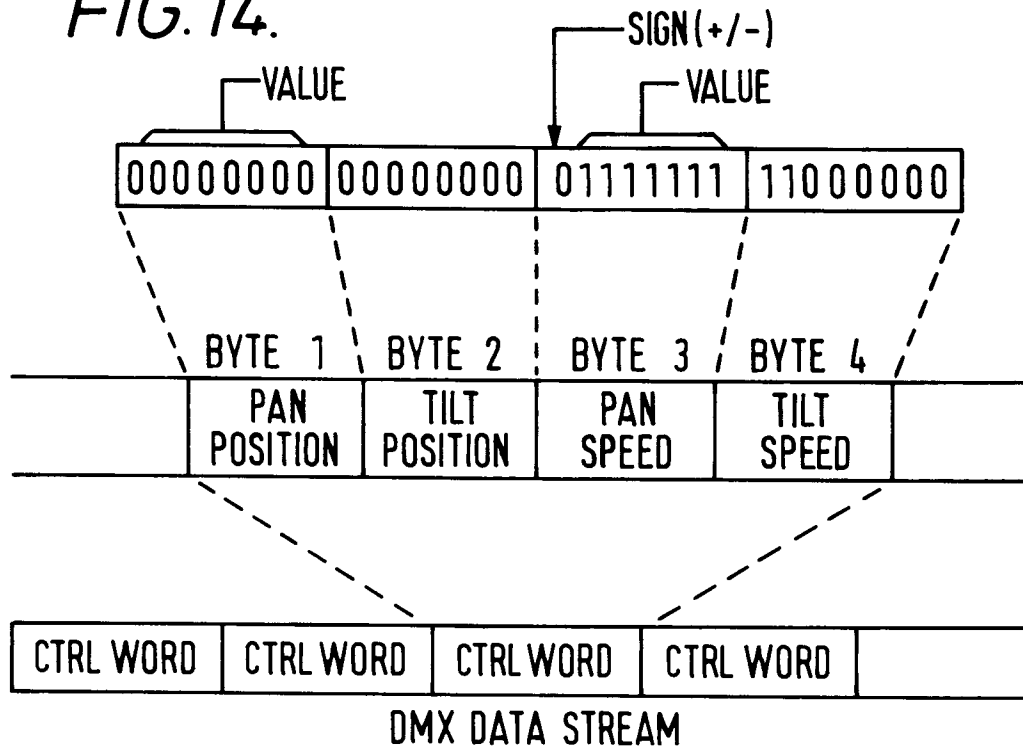 FIG. 14.
SIGN (+/-)
VALUE
VALUE
00000000 00000000 01111111 11000000
BYTE 1 BYTE 2 BYTE 3 BYTE 4
PAN POSITION
TILT POSITION
PAN SPEED
TILT SPEED
CTRL WORD CTRL WORD CTRL WORD CTRL WORD
DMX DATA STREAM